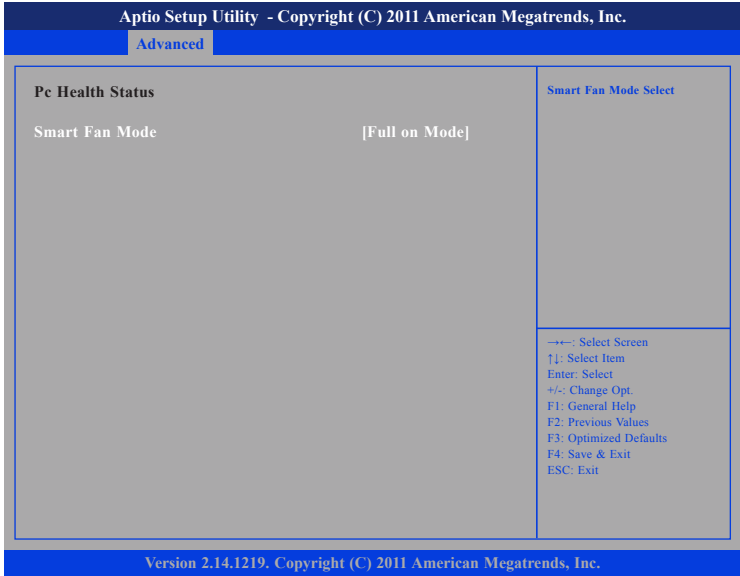 Aptio Setup Utility - Copyright (C) 2011 American Megatrends, Inc.
Advanced
Pc Health Status
Smart Fan Mode [Full on Mode]
Smart Fan Mode Select
→←: Select Screen
↑↓: Select Item
Enter: Select
+/-: Change Opt.
F1: General Help
F2: Previous Values
F3: Optimized Defaults
F4: Save & Exit
ESC: Exit
Version 2.14.1219. Copyright (C) 2011 American Megatrends, Inc.